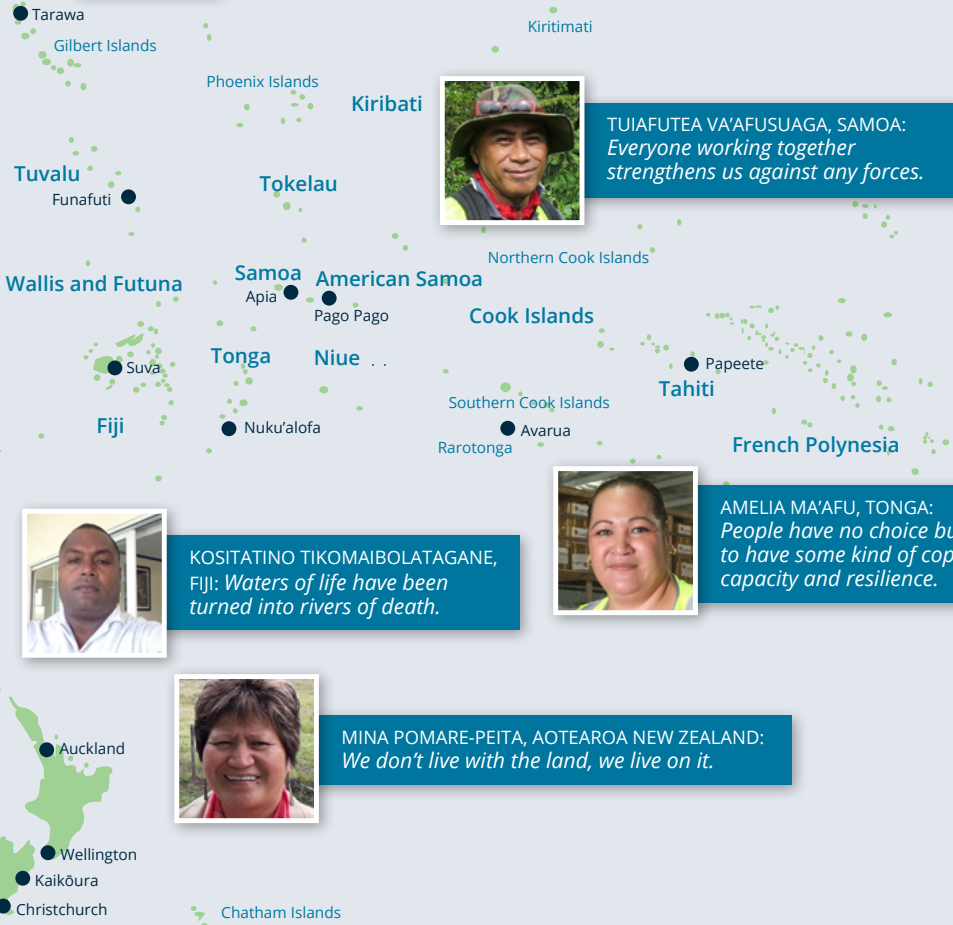 Tarawa
Kiritimati
Gilbert Islands
Phoenix Islands
Kiribati
TUIAFUTEA VA'AFUSUAGA, SAMOA:
Everyone working together
strengthens us against any forces.
Tuvalu
Funafuti
Tokelau
Northern Cook Islands
Wallis and Futuna
Samoa
American Samoa
Apia
Pago Pago
Cook Islands
Tonga
Niue
Suva
Papeete
Tahiti
Southern Cook Islands
Fiji
Nuku'alofa
Avarua
Rarotonga
French Polynesia
AMELIA MA'AFU, TONGA:
People have no choice bu
to have some kind of cop
capacity and resilience.
KOSITATINO TIKOMAIBOLATAGANE,
FIJI: Waters of life have been
turned into rivers of death.
MINA POMARE-PEITA, AOTEAROA NEW ZEALAND:
We don't live with the land, we live on it.
Auckland
Wellington
Kaikōura
Christchurch
Chatham Islands